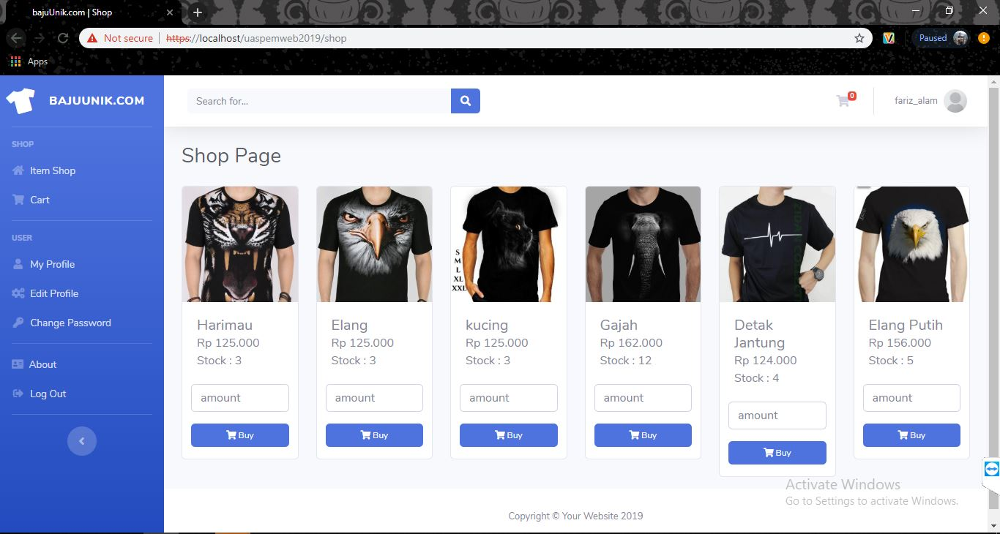 bajuUnik.com | Shop
Not secure | https://localhost/uaspemweb2019/shop
Paused
Apps
BAJUUNIK.COM
Search for...
0
fariz_alam
SHOP
Item Shop
Cart
USER
My Profile
Edit Profile
Change Password
About
Log Out
Shop Page
S
M
L
XL
XXL
Harimau
Rp 125.000
Stock : 3
amount
Buy
Elang
Rp 125.000
Stock : 3
amount
Buy
kucing
Rp 125.000
Stock : 3
amount
Buy
Gajah
Rp 162.000
Stock : 12
amount
Buy
Detak
Jantung
Rp 124.000
Stock : 4
amount
Buy
Elang Putih
Rp 156.000
Stock : 5
amount
Buy
Activate Windows
Go to Settings to activate Windows.
Copyright © Your Website 2019